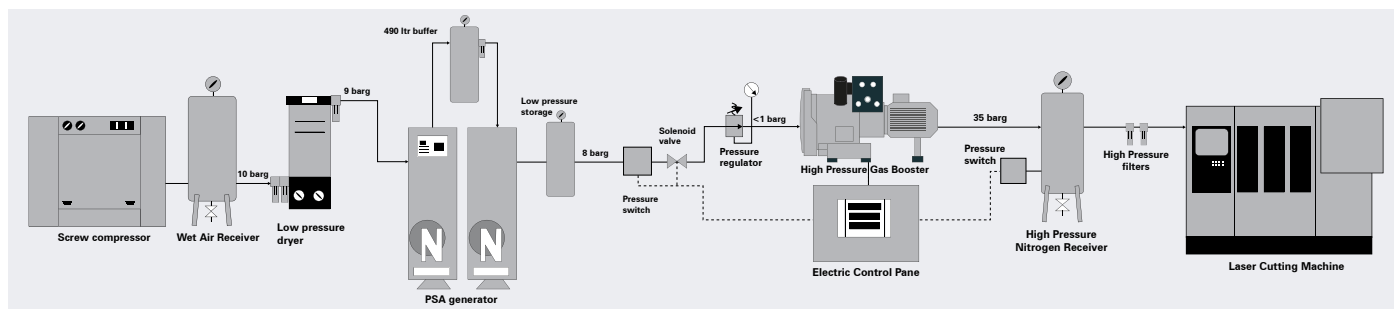 Screw compressor
Wet Air Receiver
10 barg
Low pressure
dryer
9 barg
490 ltr buffer
N
N
PSA generator
Low pressure
storage
8 barg
Pressure
switch
Solenoid
valve
Pressure
regulator
<1 barg
High Pressure Gas Booster
Electric Control Pane
35 barg
Pressure
switch
High Pressure
Nitrogen Receiver
High Pressure
filters
Laser Cutting Machine